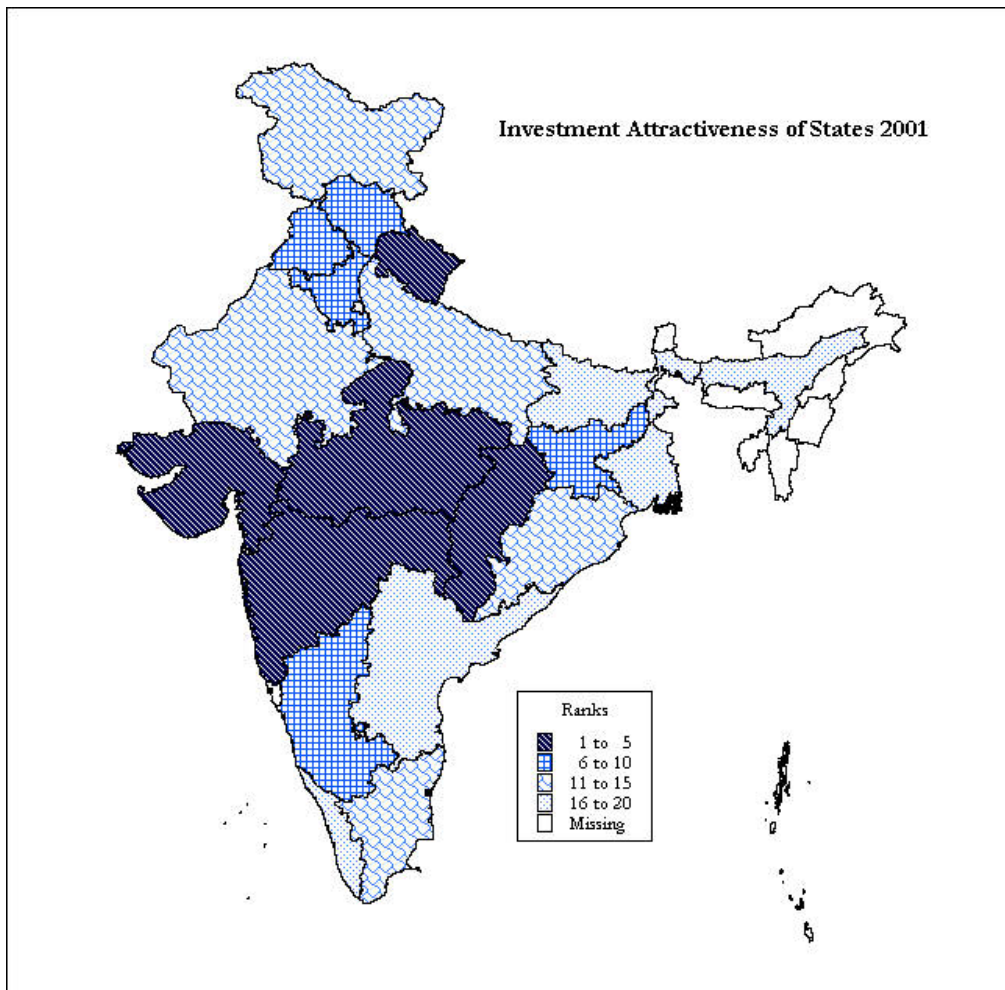 Investment Attractiveness of States 2001
Ranks
1 to 5
6 to 10
11 to 15
16 to 20
Missing